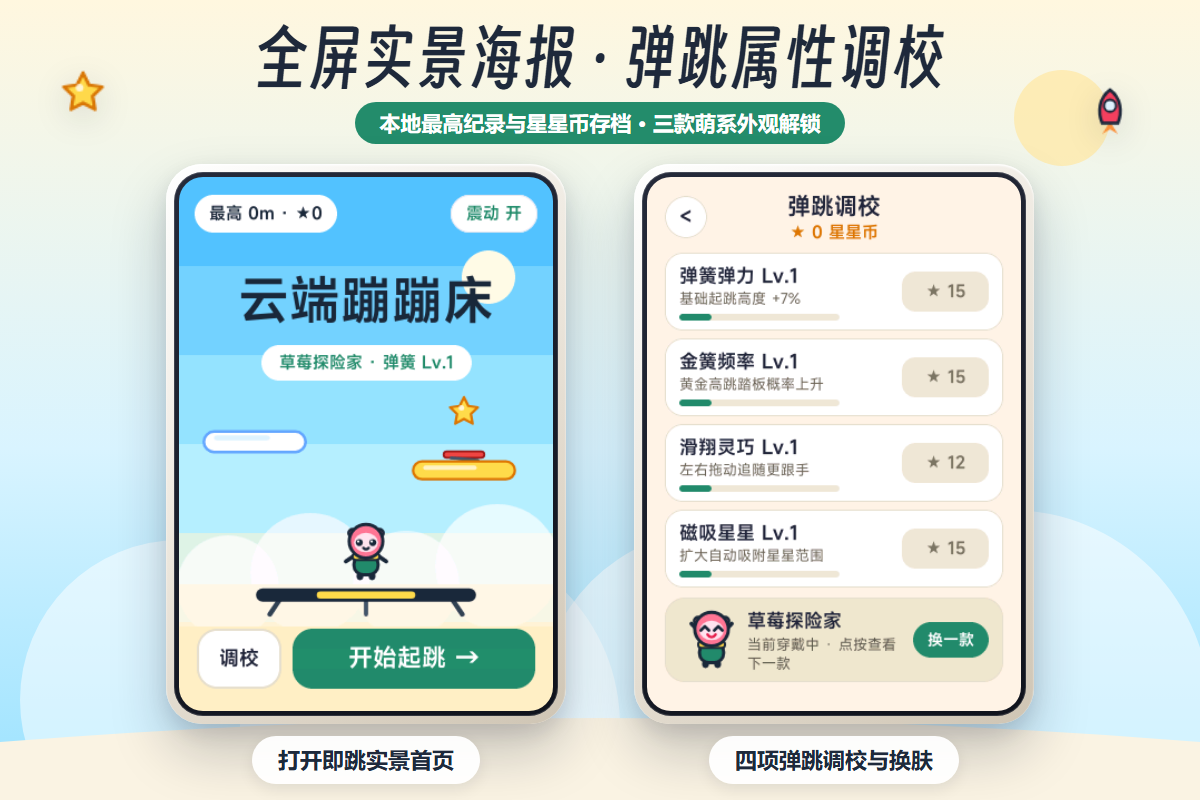 全屏实景海报 · 弹跳属性调校
本地最高纪录与星星币存档 • 三款萌系外观解锁
最高 0m · ★0
震动 开
云端蹦蹦床
草莓探险家 · 弹簧 Lv.1
调校
开始起跳 →
打开即跳实景首页
<
弹跳调校
★ 0 星星币
弹簧弹力 Lv.1
基础起跳高度 +7%
★ 15
金簧频率 Lv.1
黄金高跳踏板概率上升
★ 15
滑翔灵巧 Lv.1
左右拖动追随更跟手
★ 12
磁吸星星 Lv.1
扩大自动吸附星星范围
★ 15
草莓探险家
当前穿戴中 · 点按查看
下一款
换一款
四项弹跳调校与换肤